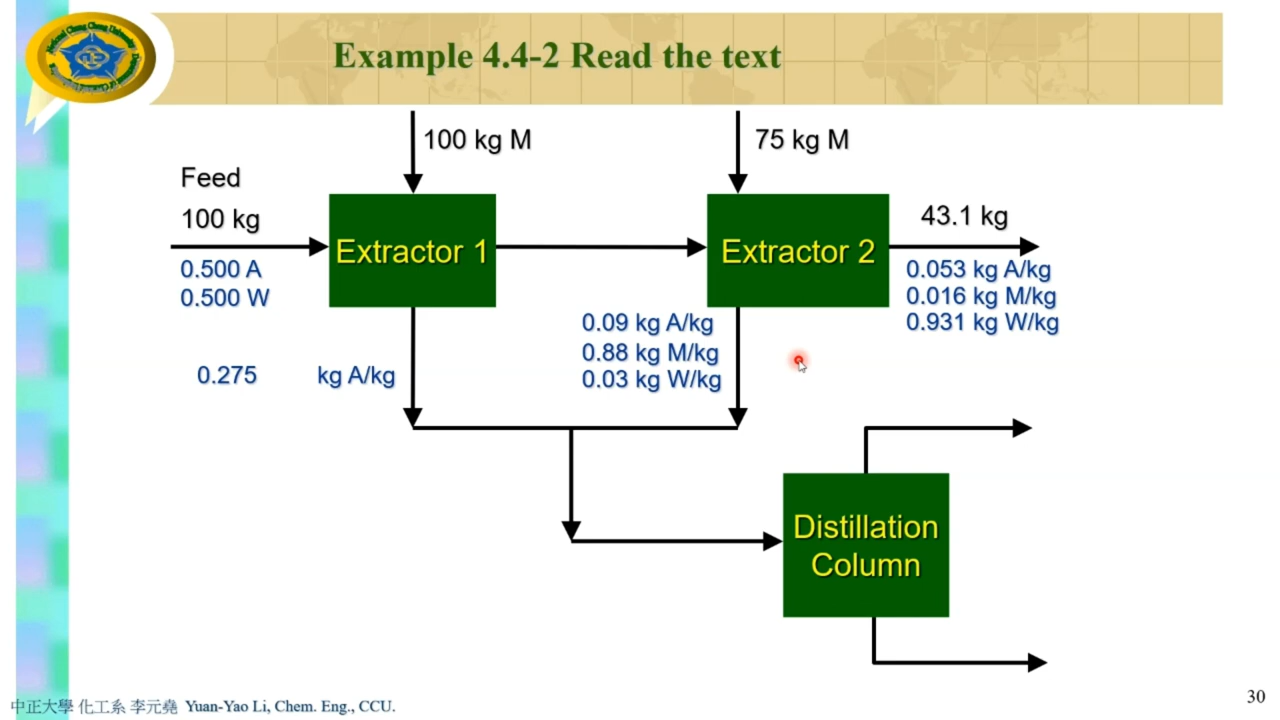 Example 4.4-2 Read the text
100 kg M
75 kg M
Feed
100 kg
43.1 kg
Extractor 1
Extractor 2
0.500 A
0.500 W
0.053 kg A/kg
0.016 kg M/kg
0.931 kg W/kg
0.09 kg A/kg
0.88 kg M/kg
0.03 kg W/kg
0.275 kg A/kg
Distillation
Column
中正大學 化工系 李元堯 Yuan-Yao Li, Chem. Eng., CCU.
30